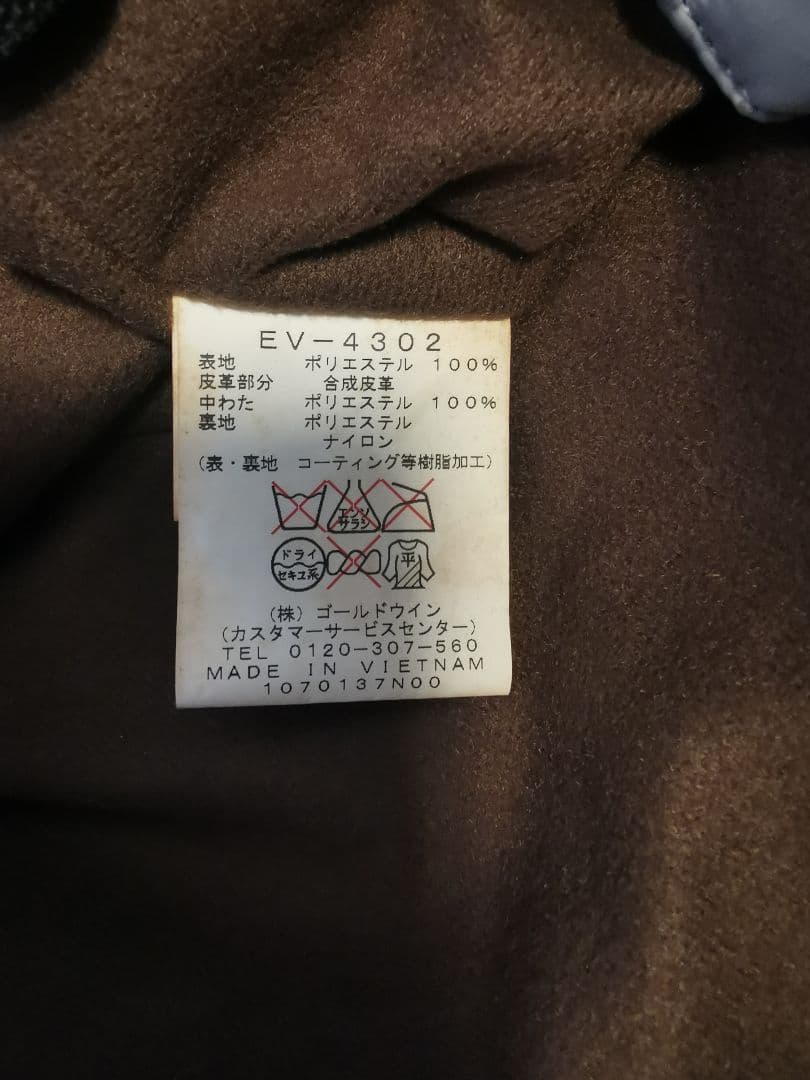 EV-4302
表地 ポリエステル 100%
皮革部分 合成皮革
中わた ポリエステル 100%
裏地 ポリエステル
ナイロン
(表・裏地 コーティング等樹脂加工)
エンソ
サラシ
ドライ
セキユ系
平
(株) ゴールドウイン
(カスタマーサービスセンター)
TEL 0120-307-560
MADE IN VIETNAM
1070137N00